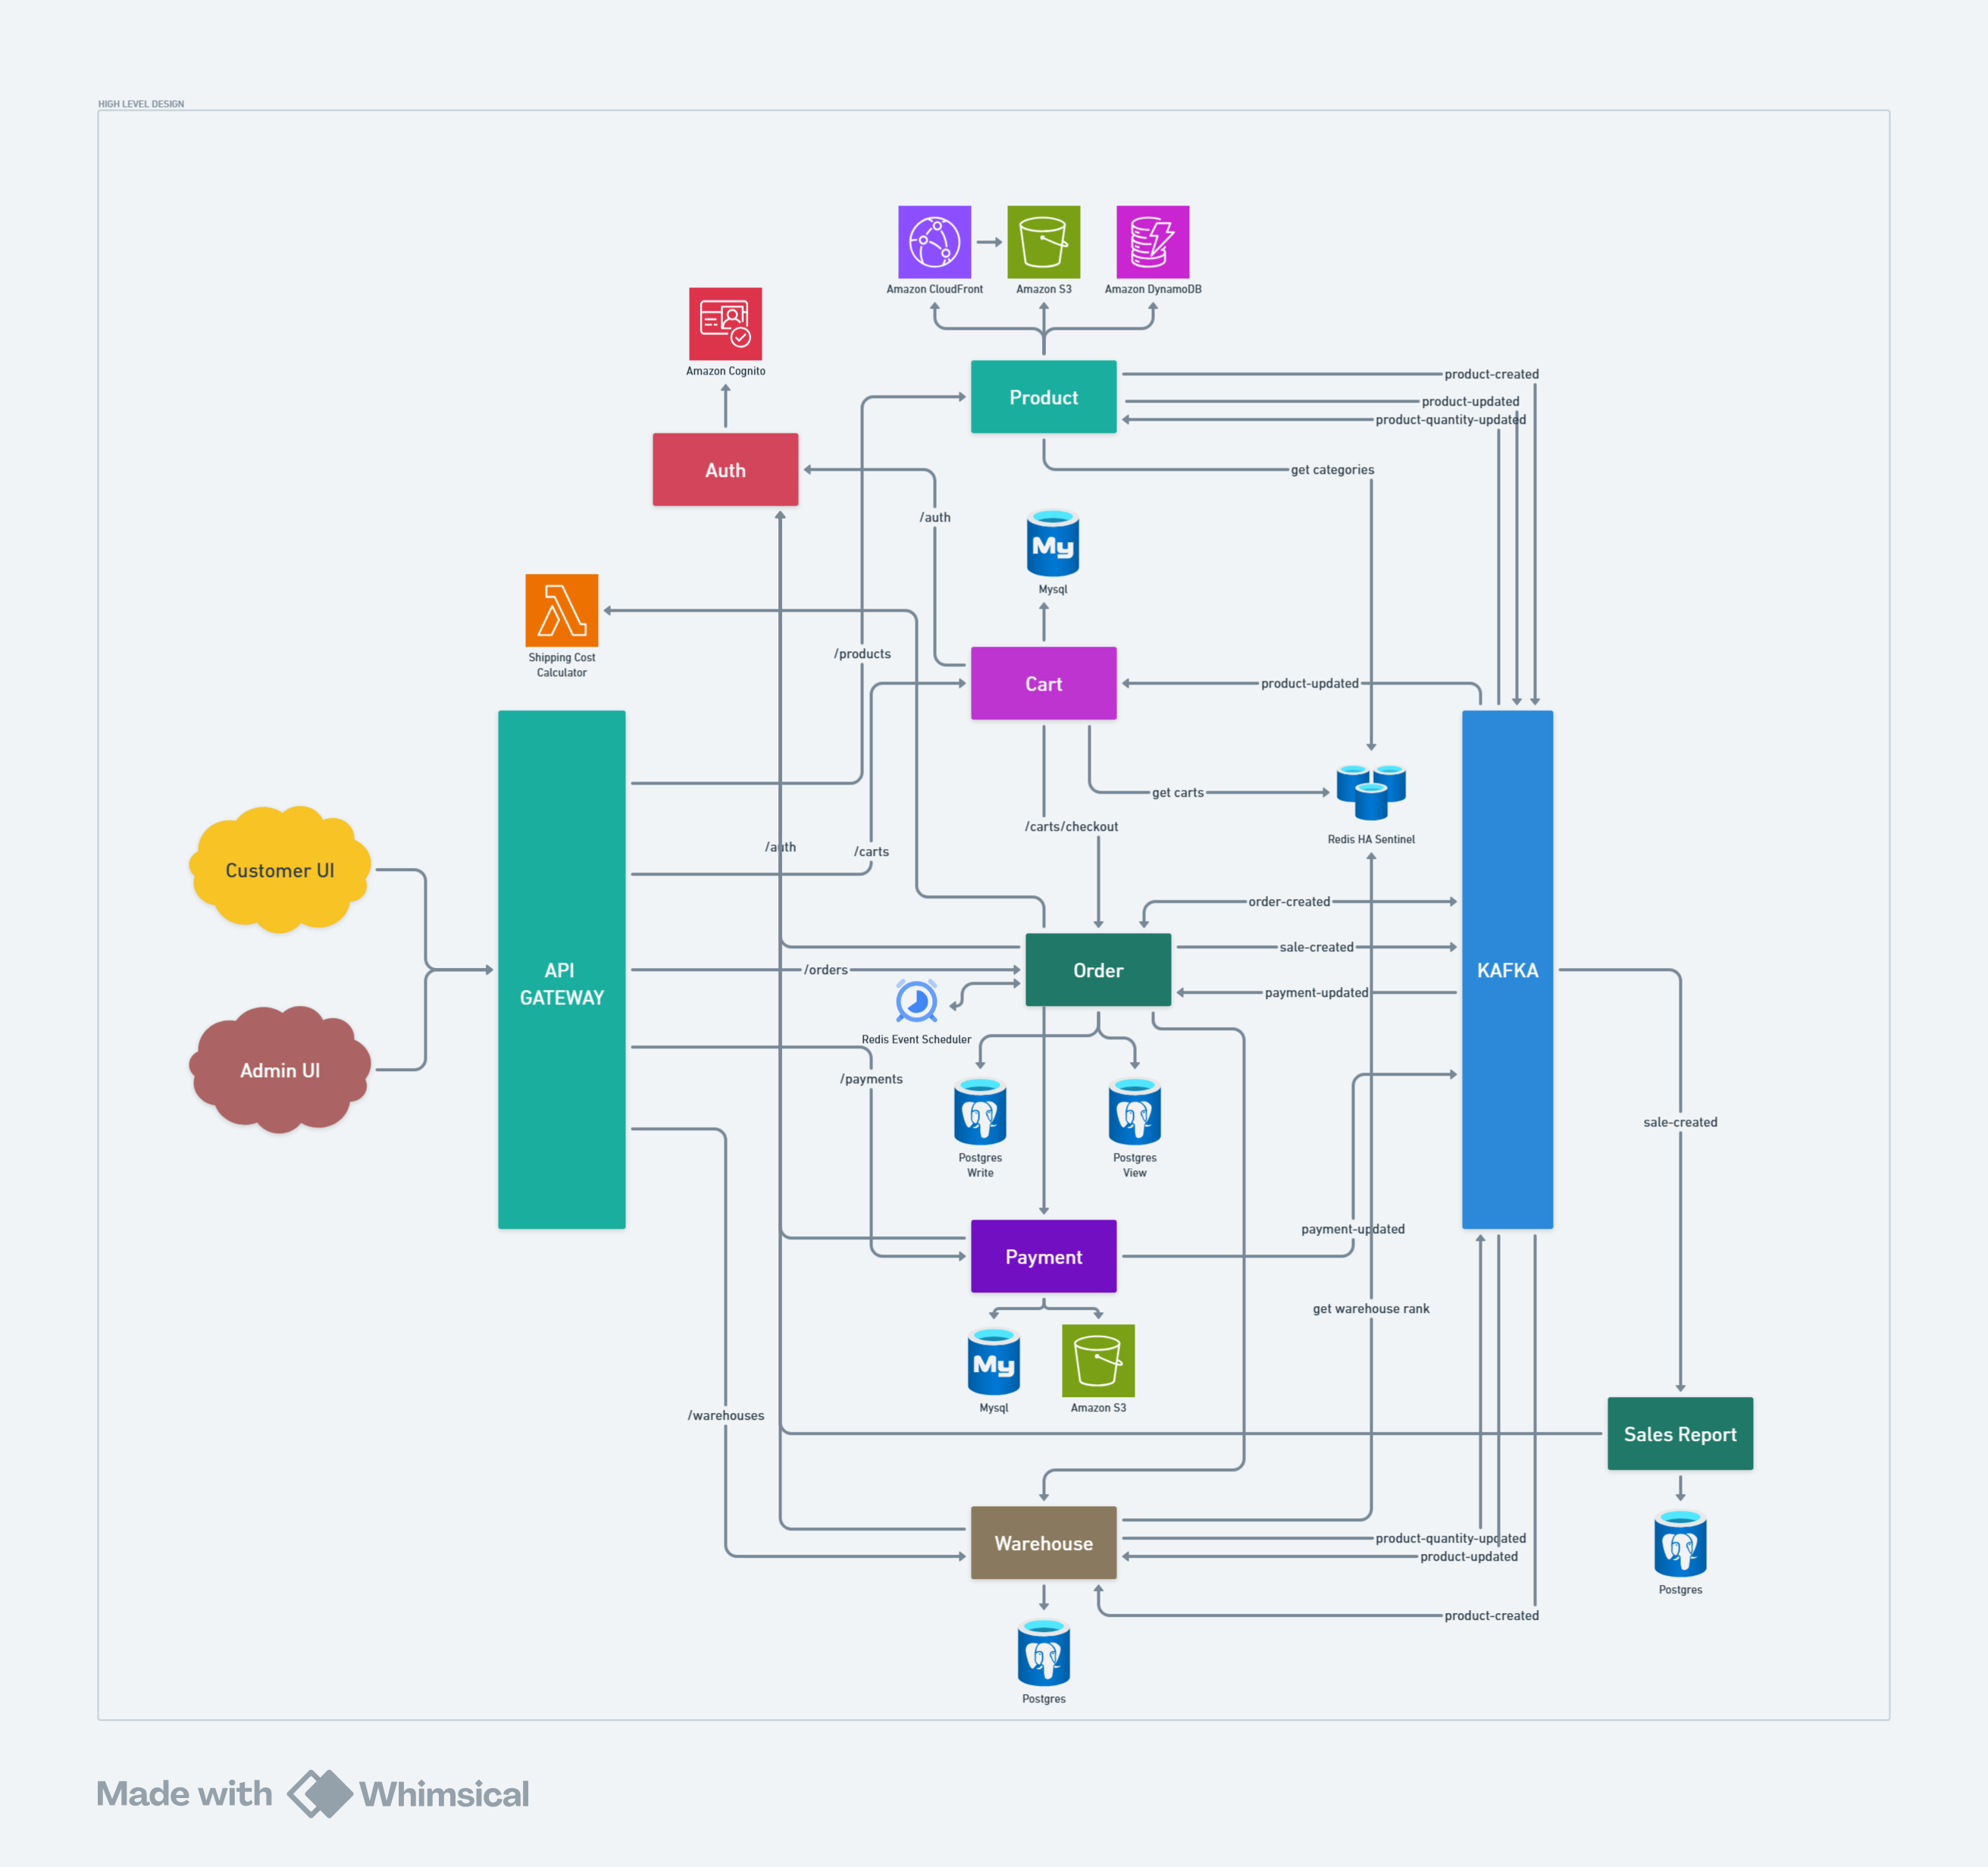 HIGH LEVEL DESIGN
Amazon CloudFront
Amazon S3
Amazon DynamoDB
Amazon Cognito
product-created
Product
product-updated
product-quantity-updated
Auth
get categories
/auth
My
Mysql
Shipping Cost
Calculator
/products
Cart
product-updated
get carts
/carts/checkout
Redis HA Sentinel
/auth
/carts
Customer UI
order-created
sale-created
API
GATEWAY
/orders
Order
KAFKA
payment-updated
Redis Event Scheduler
Admin UI
/payments
sale-created
Postgres
Write
Postgres
View
payment-updated
Payment
get warehouse rank
My
Mysql
Amazon S3
/warehouses
Sales Report
Warehouse
product-quantity-updated
product-updated
Postgres
product-created
Postgres
Made with Whimsical